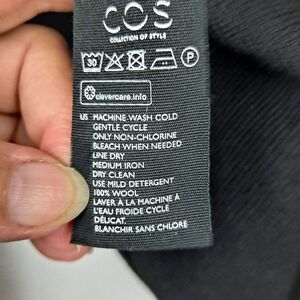 COS
COLLECTION OF STYLE
30 P
clevercare.info
US MACHINE WASH COLD
GENTLE CYCLE
ONLY NON-CHLORINE
BLEACH WHEN NEEDED
LINE DRY
MEDIUM IRON
DRY CLEAN
USE MILD DETERGENT
100% WOOL
LAVER À LA MACHINE À
L'EAU FROIDE CYCLE
DÉLICAT.
BLANCHIR SANS CHLORE